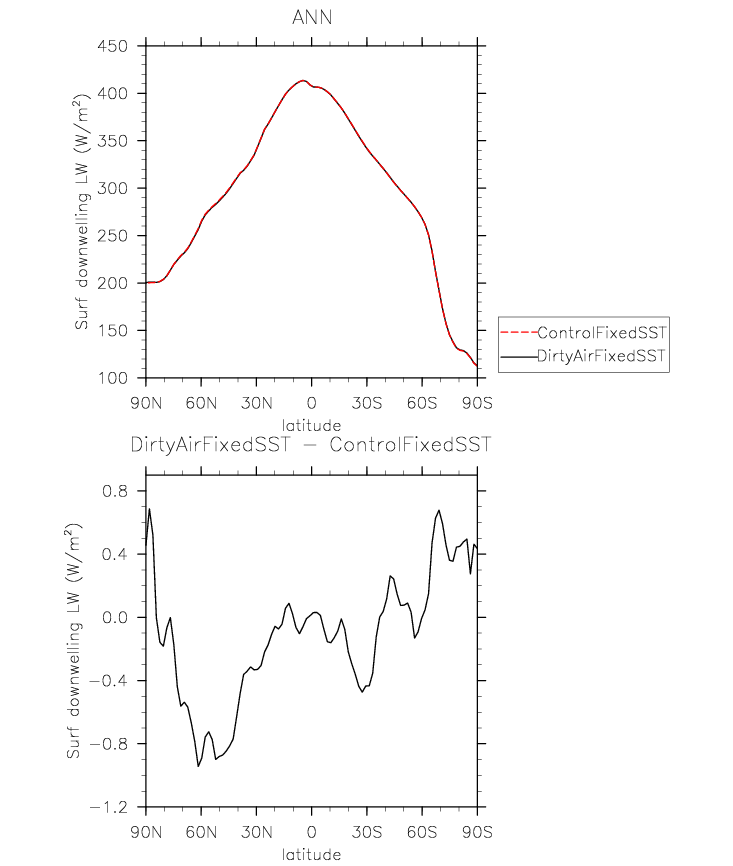 ANN
450
400
350
300
250
200
150
100
Surf downwelling LW (W/m²)
90N 60N 30N 0 30S 60S 90S
latitude
ControlFixedSST
DirtyAirFixedSST
DirtyAirFixedSST − ControlFixedSST
0.8
0.4
0.0
−0.4
−0.8
−1.2
Surf downwelling LW (W/m²)
90N 60N 30N 0 30S 60S 90S
latitude